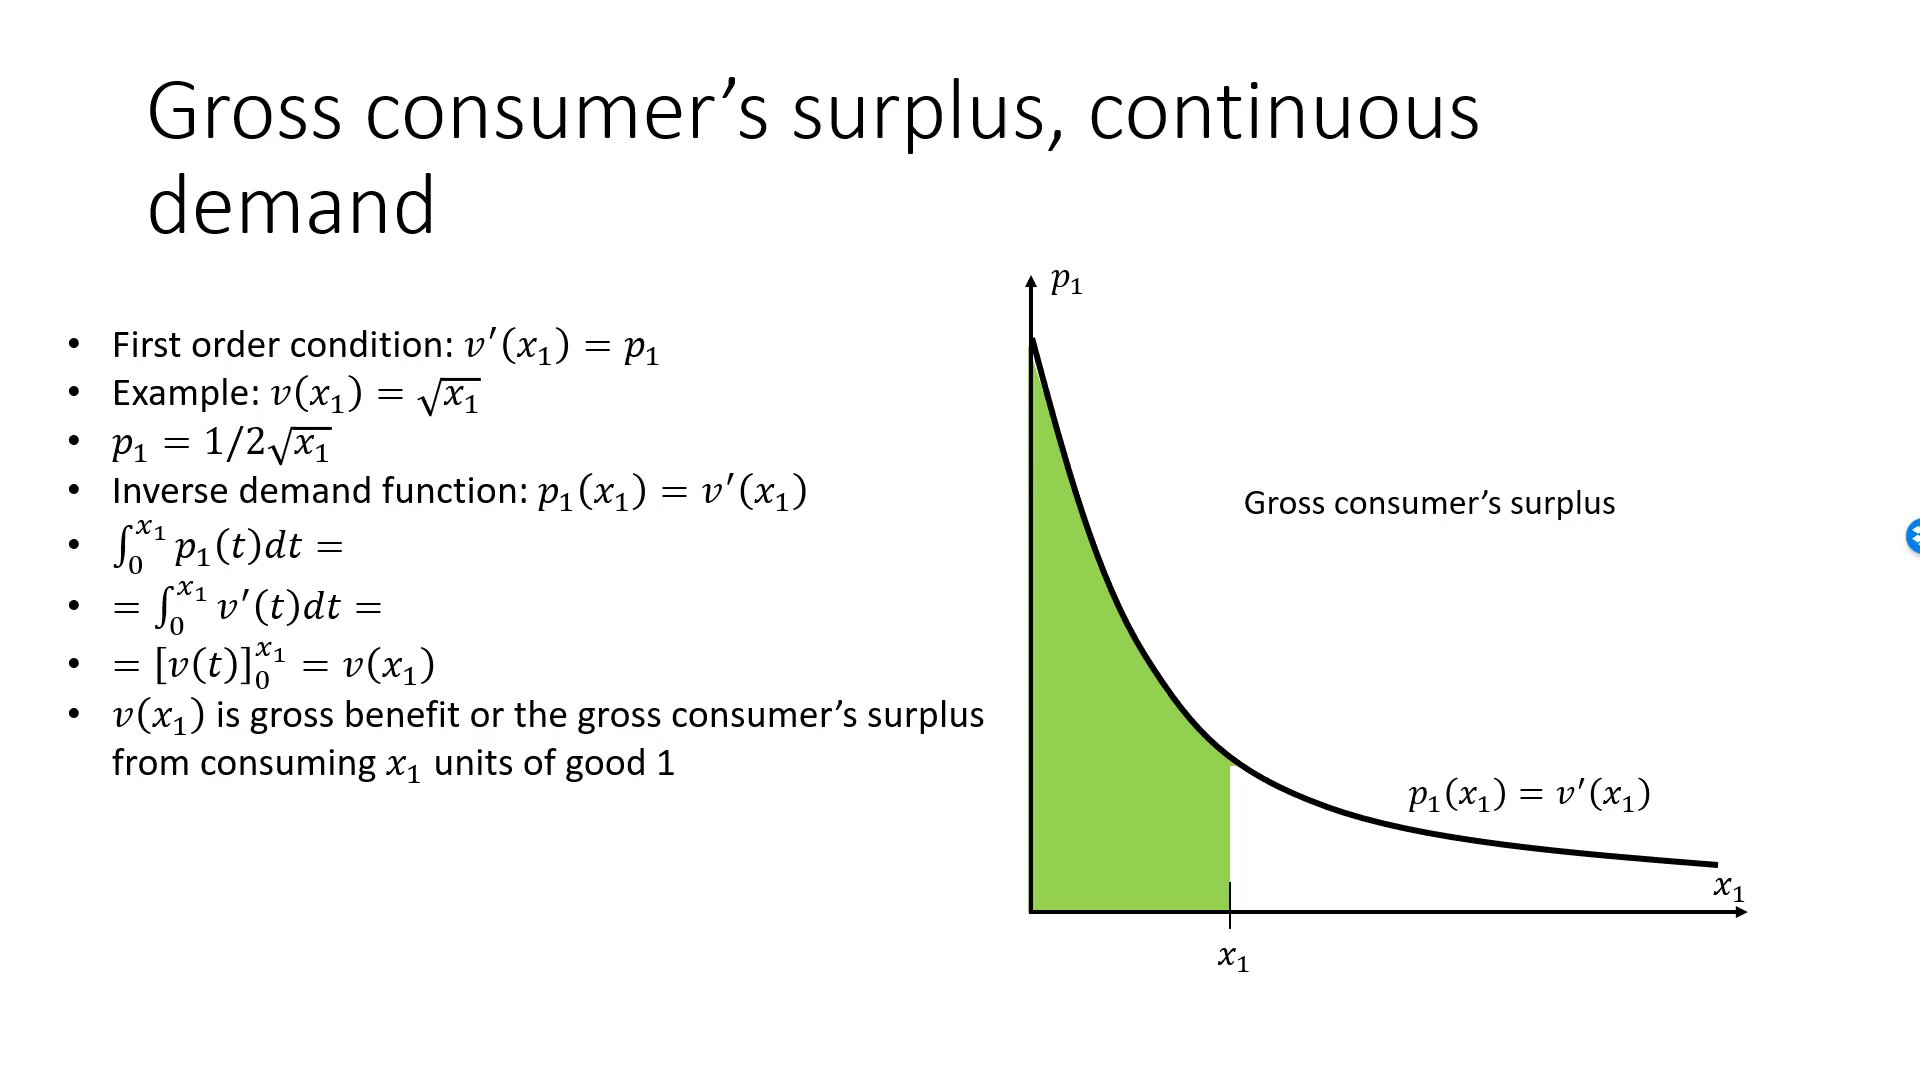 Gross consumer’s surplus, continuous
demand
• First order condition: v′(x₁) = p₁
• Example: v(x₁) = √x₁
• p₁ = 1/2√x₁
• Inverse demand function: p₁(x₁) = v′(x₁)
• ∫₀^x₁ p₁(t)dt =
• = ∫₀^x₁ v′(t)dt =
• = [v(t)]₀^x₁ = v(x₁)
• v(x₁) is gross benefit or the gross consumer’s surplus
from consuming x₁ units of good 1
p₁
Gross consumer’s surplus
p₁(x₁) = v′(x₁)
x₁
x₁